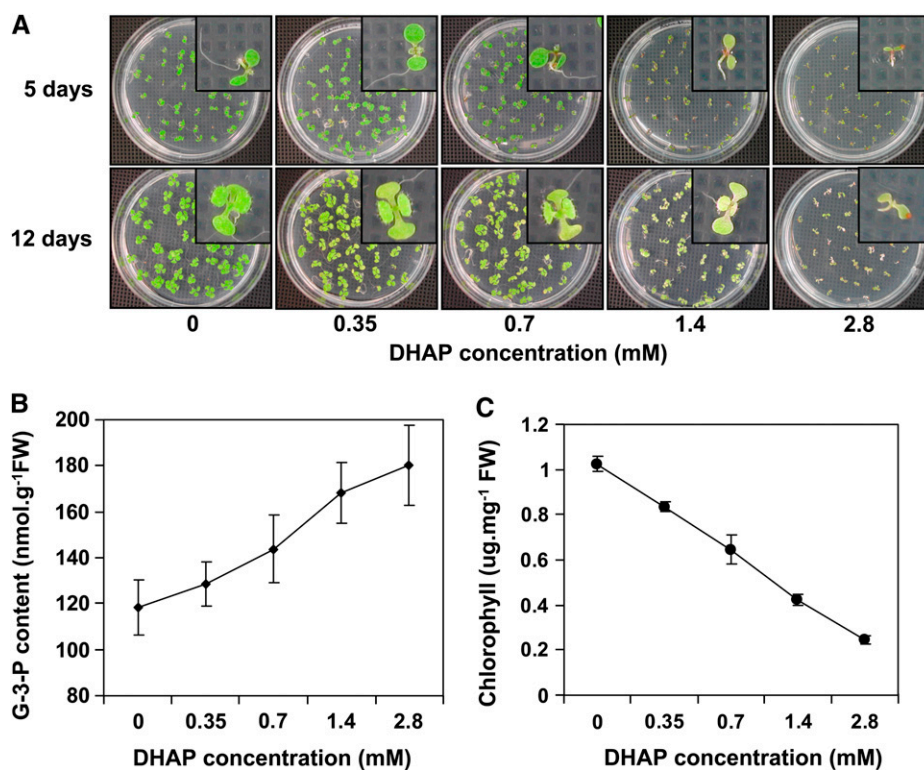 A
5 days
12 days
0 0.35 0.7 1.4 2.8
DHAP concentration (mM)
B
G-3-P content (nmol.g⁻¹FW)
200
180
160
140
120
100
80
0 0.35 0.7 1.4 2.8
DHAP concentration (mM)
C
Chlorophyll (ug.mg⁻¹ FW)
1.2
1
0.8
0.6
0.4
0.2
0
0 0.35 0.7 1.4 2.8
DHAP concentration (mM)